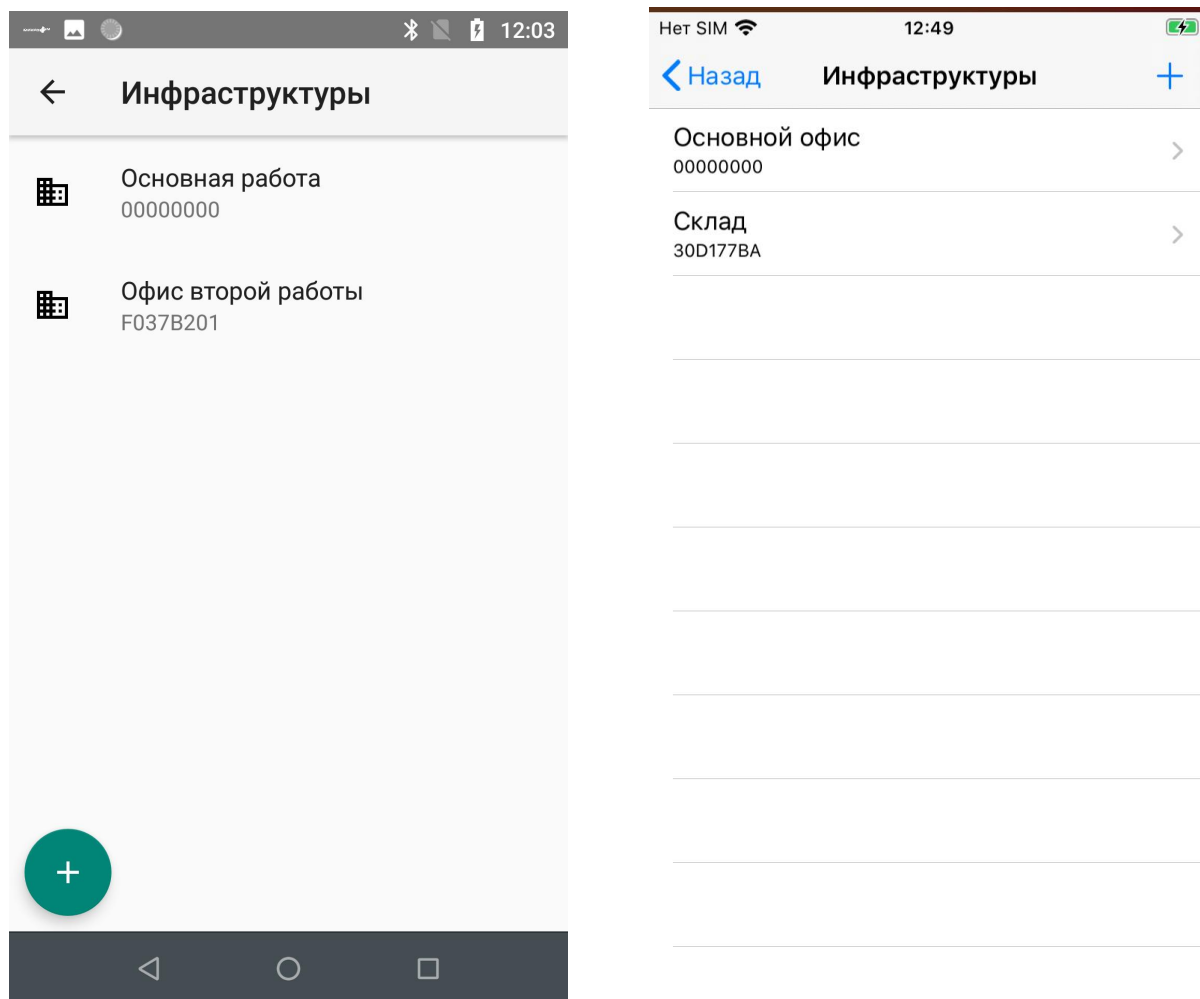 12:03
Инфраструктуры
Основная работа
00000000
Офис второй работы
F037B201
Нет SIM
12:49
Назад
Инфраструктуры
Основной офис
00000000
Склад
30D177BA